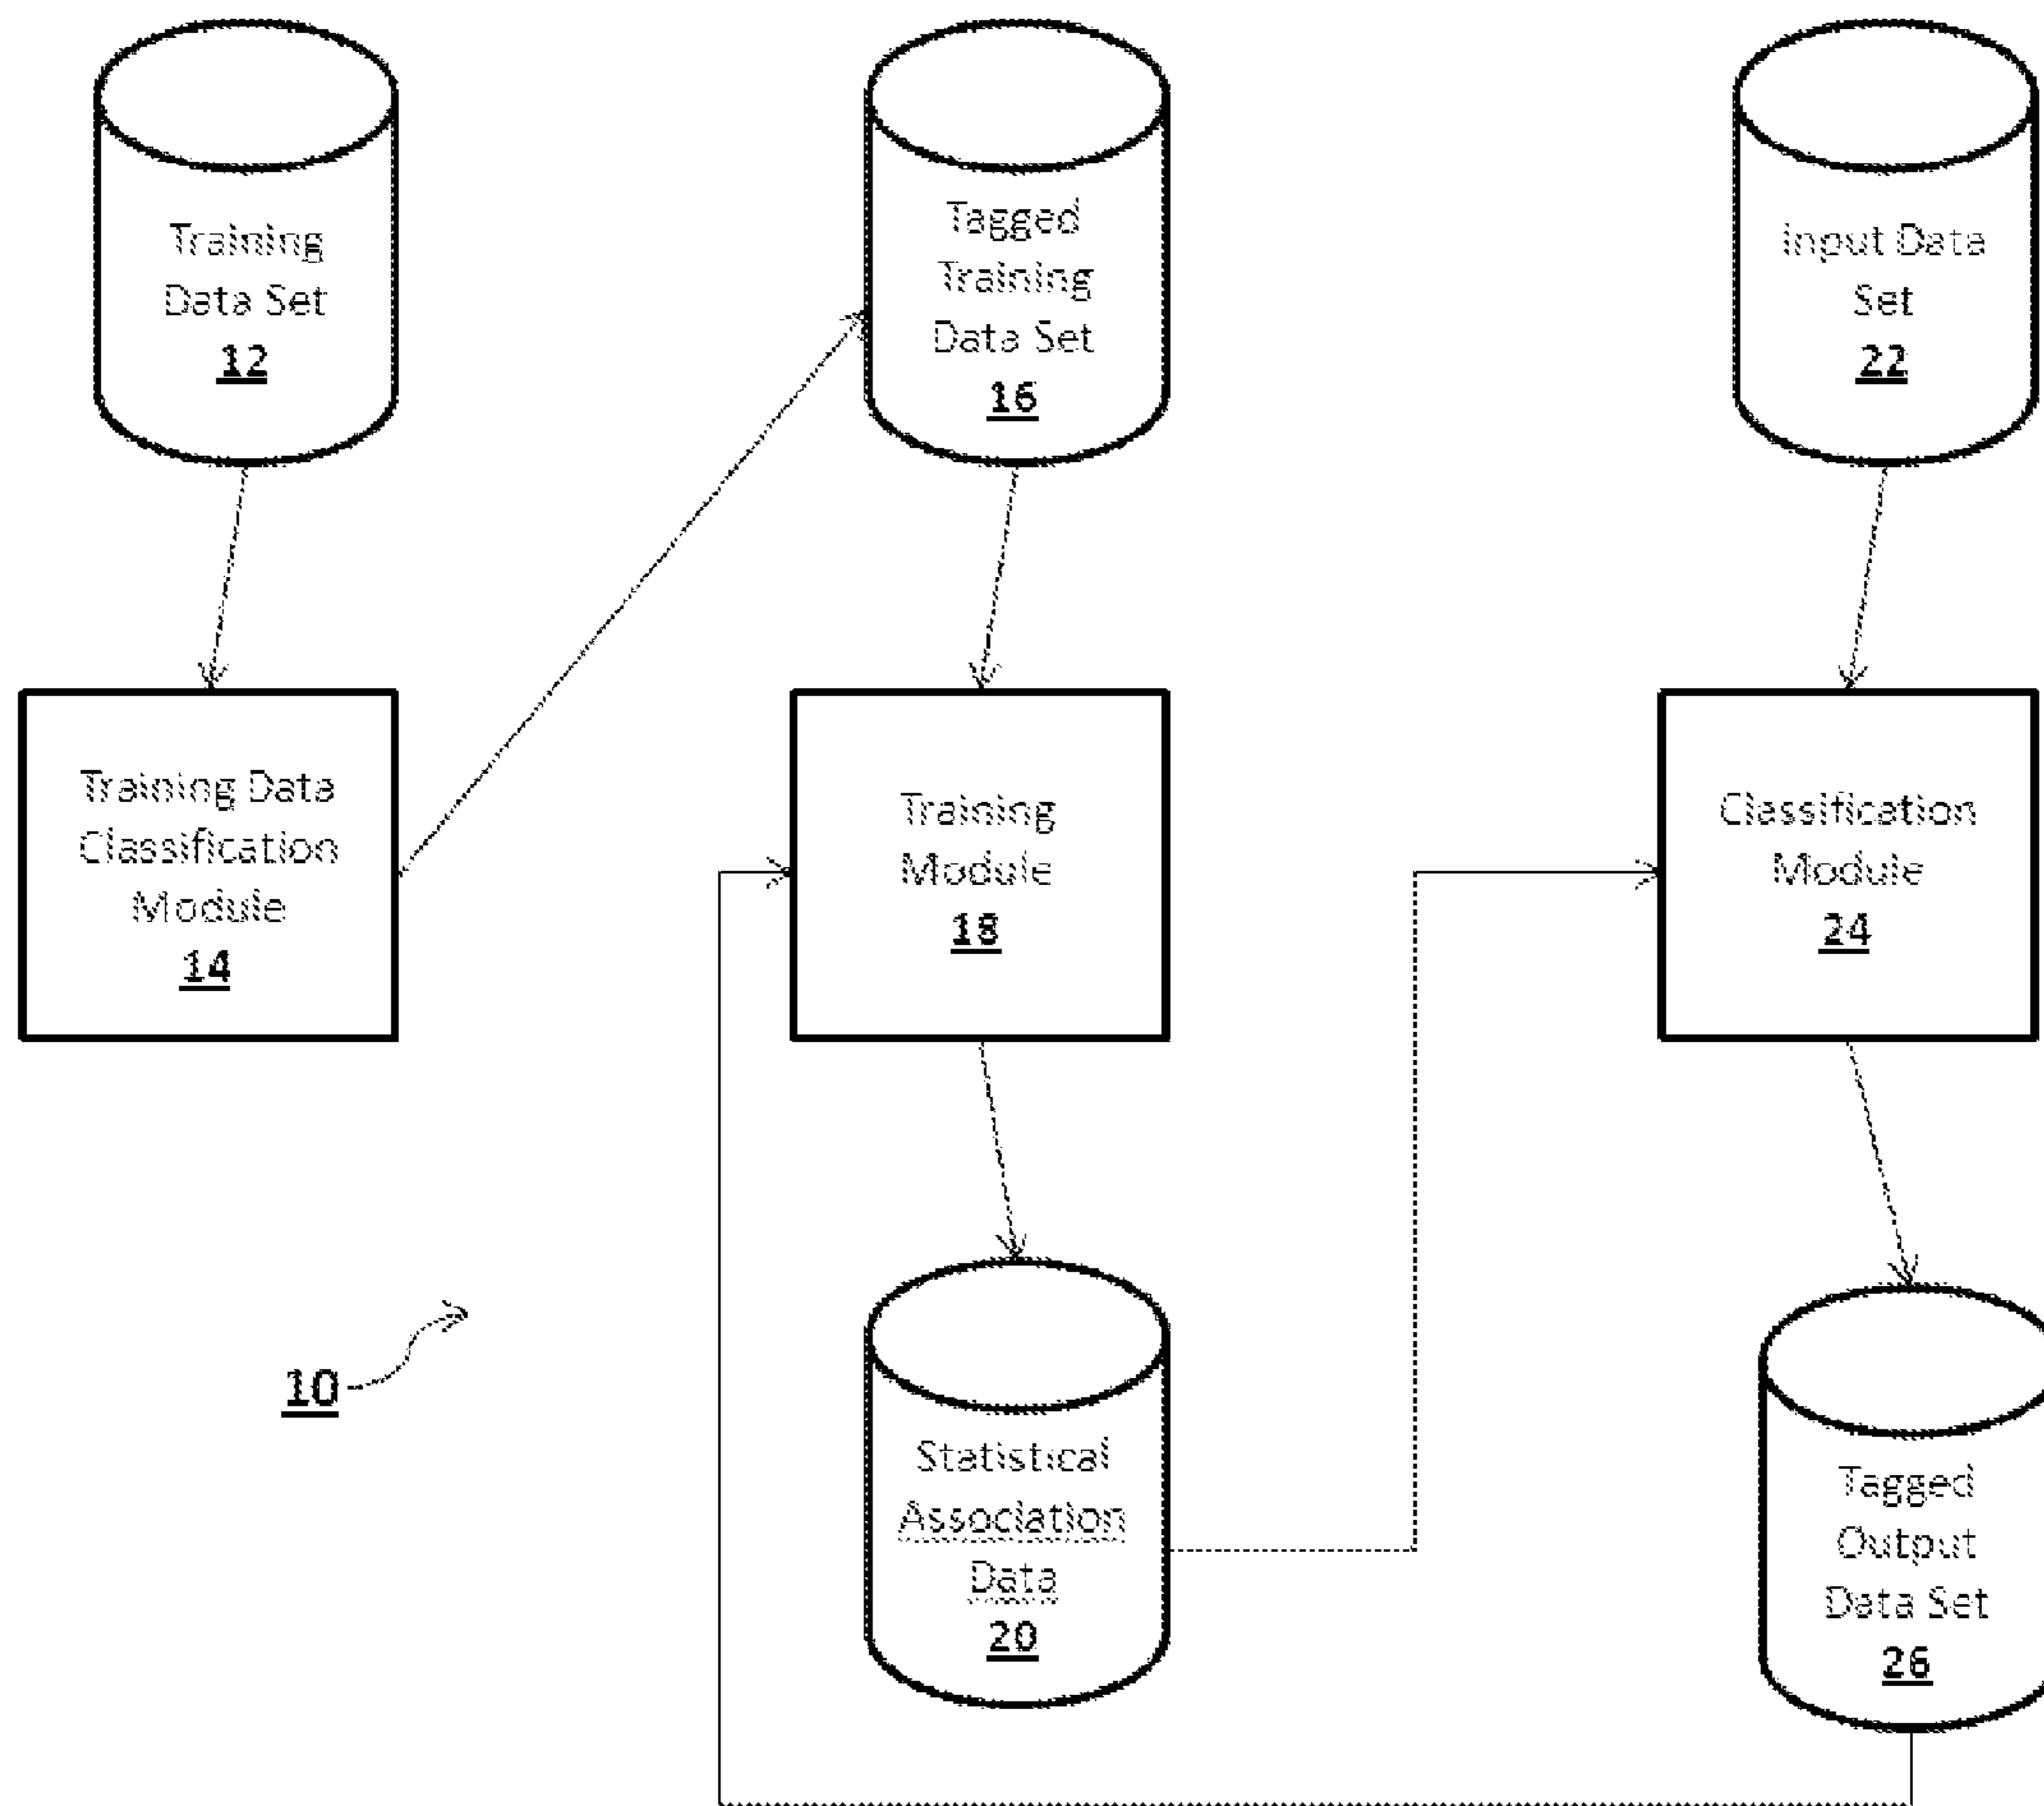 Training
Data Set
12
Tagged
Training
Data Set
16
Input Data
Set
22
Training Data
Classification
Module
14
Training
Module
18
Classification
Module
24
10
Statistical
Association
Data
20
Tagged
Output
Data Set
26